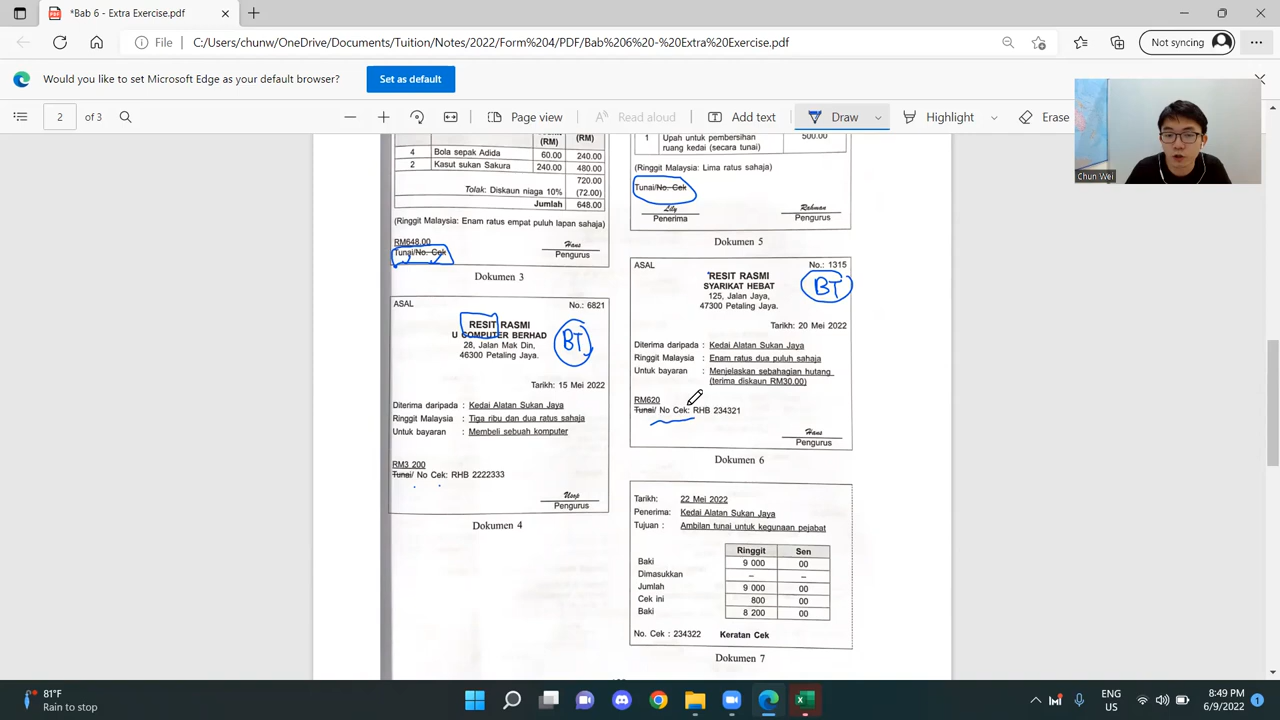 *Bab 6 - Extra Exercise.pdf
File
C:/Users/chunw/OneDrive/Documents/Tuition/Notes/2022/Form%204/PDF/Bab%206%20-%20Extra%20Exercise.pdf
Not syncing
Would you like to set Microsoft Edge as your default browser?
Set as default
2 of 3
Page view
Read aloud
Add text
Draw
Highlight
Erase
Chun Wei
(RM) (RM)
4 Bola sepak Adida 60.00 240.00
2 Kasut sukan Sakura 240.00 480.00
720.00
Tolak: Diskaun niaga 10% (72.00)
Jumlah 648.00
(Ringgit Malaysia: Enam ratus empat puluh lapan sahaja)
RM648.00
Tunai/No. Cek
Hans
Pengurus
Dokumen 3
ASAL No.: 6821
RESIT RASMI
U COMPUTER BERHAD
28, Jalan Mak Din,
46300 Petaling Jaya.
BT
Tarikh: 15 Mei 2022
Diterima daripada : Kedai Alatan Sukan Jaya
Ringgit Malaysia : Tiga ribu dan dua ratus sahaja
Untuk bayaran : Membeli sebuah komputer
RM3 200
Tunai/ No Cek: RHB 2222333
Usop
Pengurus
Dokumen 4
1 Upah untuk pembersihan 500.00
ruang kedai (secara tunai)
(Ringgit Malaysia: Lima ratus sahaja)
Tunai/No. Cek
Lily Rahman
Penerima Pengurus
Dokumen 5
ASAL No.: 1315
RESIT RASMI
SYARIKAT HEBAT
125, Jalan Jaya,
47300 Petaling Jaya.
BT
Tarikh: 20 Mei 2022
Diterima daripada : Kedai Alatan Sukan Jaya
Ringgit Malaysia : Enam ratus dua puluh sahaja
Untuk bayaran : Menjelaskan sebahagian hutang
(terima diskaun RM30.00)
RM620
Tunai/ No Cek: RHB 234321
Hans
Pengurus
Dokumen 6
Tarikh: 22 Mei 2022
Penerima: Kedai Alatan Sukan Jaya
Tujuan : Ambilan tunai untuk kegunaan pejabat
Ringgit Sen
Baki 9 000 00
Dimasukkan – –
Jumlah 9 000 00
Cek ini 800 00
Baki 8 200 00
No. Cek : 234322 Keratan Cek
Dokumen 7
81°F
Rain to stop
ENG
US
8:49 PM
6/9/2022